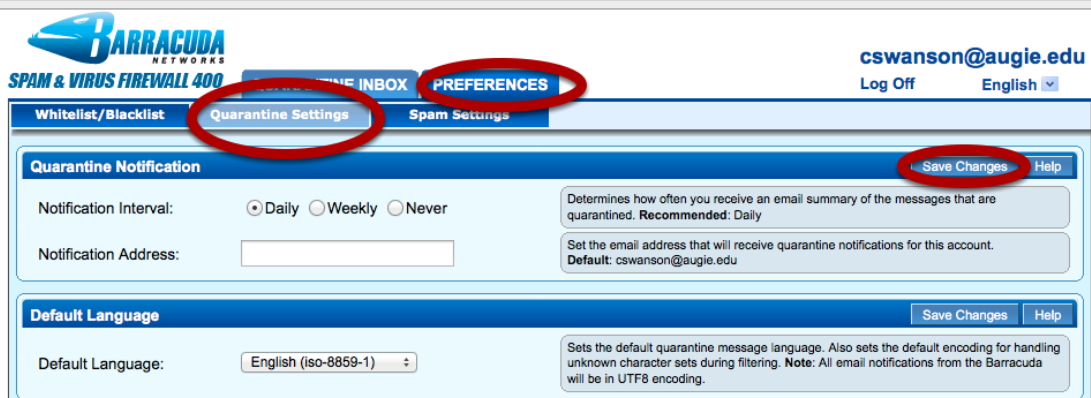 BARRACUDA
NETWORKS
SPAM & VIRUS FIREWALL 400
QUARANTINE INBOX
PREFERENCES
cswanson@augie.edu
Log Off
English
Whitelist/Blacklist
Quarantine Settings
Spam Settings
Quarantine Notification
Save Changes
Help
Notification Interval:
Daily
Weekly
Never
Determines how often you receive an email summary of the messages that are
quarantined. Recommended: Daily
Notification Address:
Set the email address that will receive quarantine notifications for this account.
Default: cswanson@augie.edu
Default Language
Save Changes
Help
Default Language:
English (iso-8859-1)
Sets the default quarantine message language. Also sets the default encoding for handling
unknown character sets during filtering. Note: All email notifications from the Barracuda
will be in UTF8 encoding.